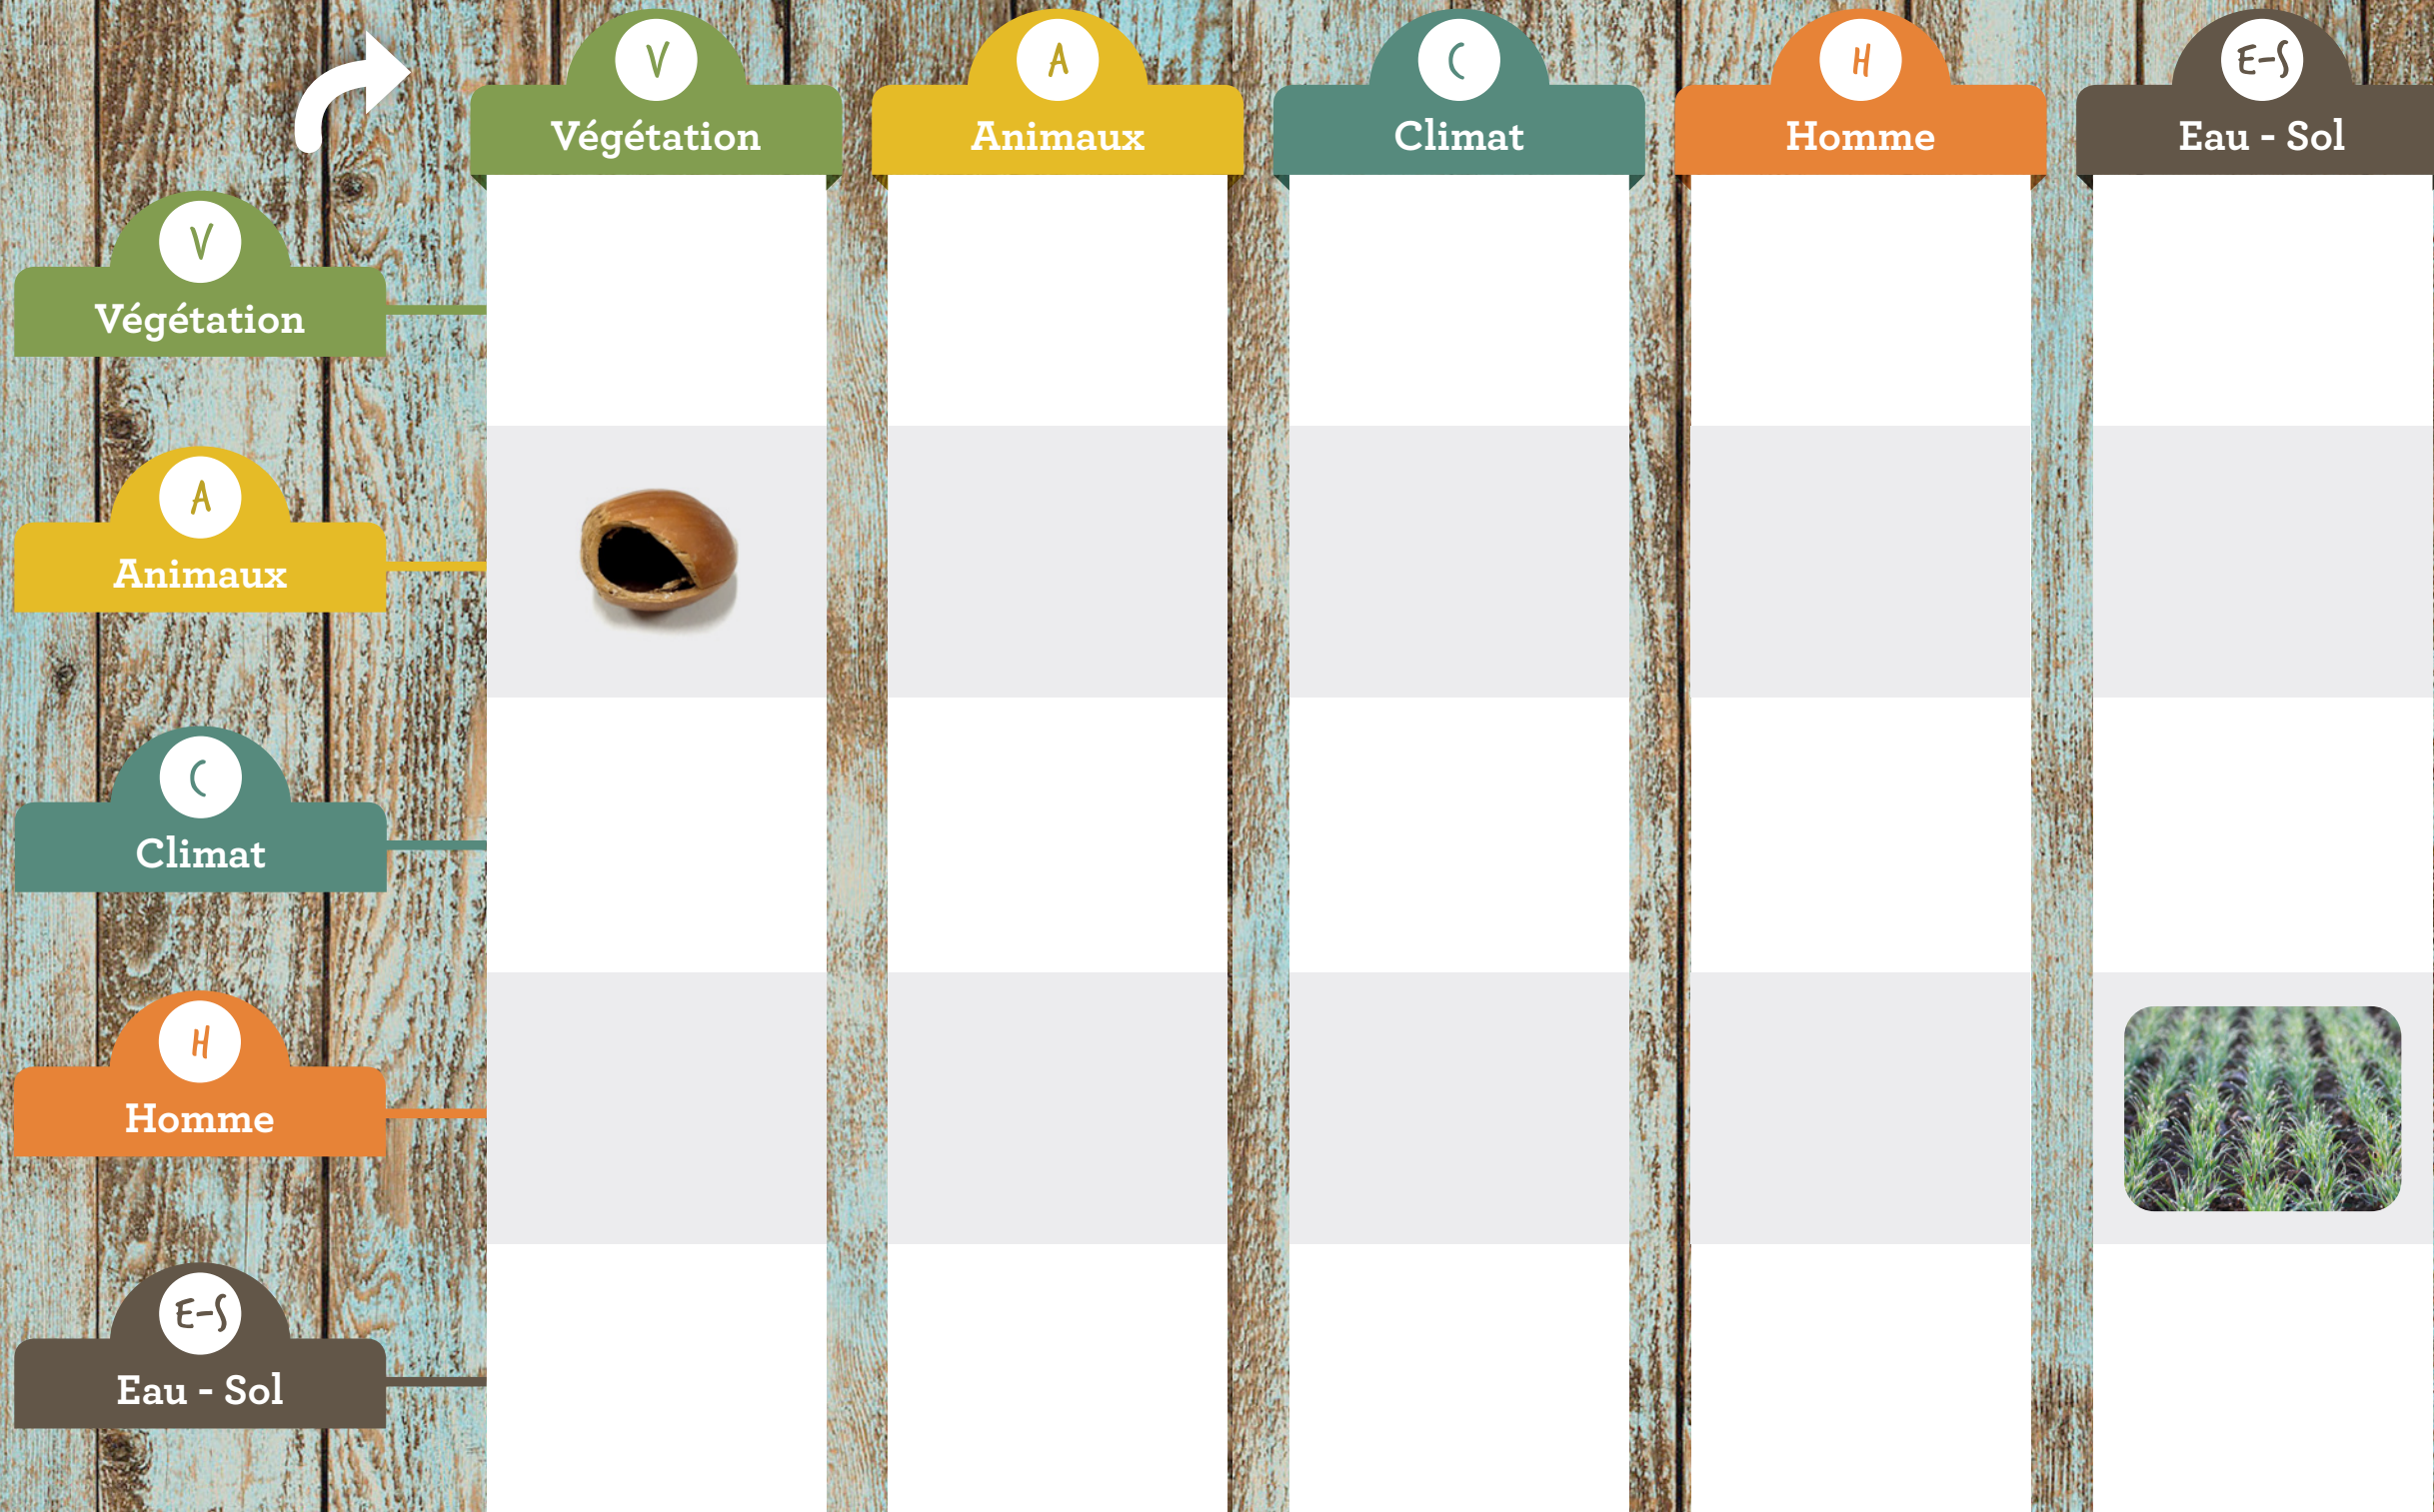 V
Végétation
A
Animaux
C
Climat
H
Homme
E-S
Eau - Sol
V
Végétation
A
Animaux
C
Climat
H
Homme
E-S
Eau - Sol